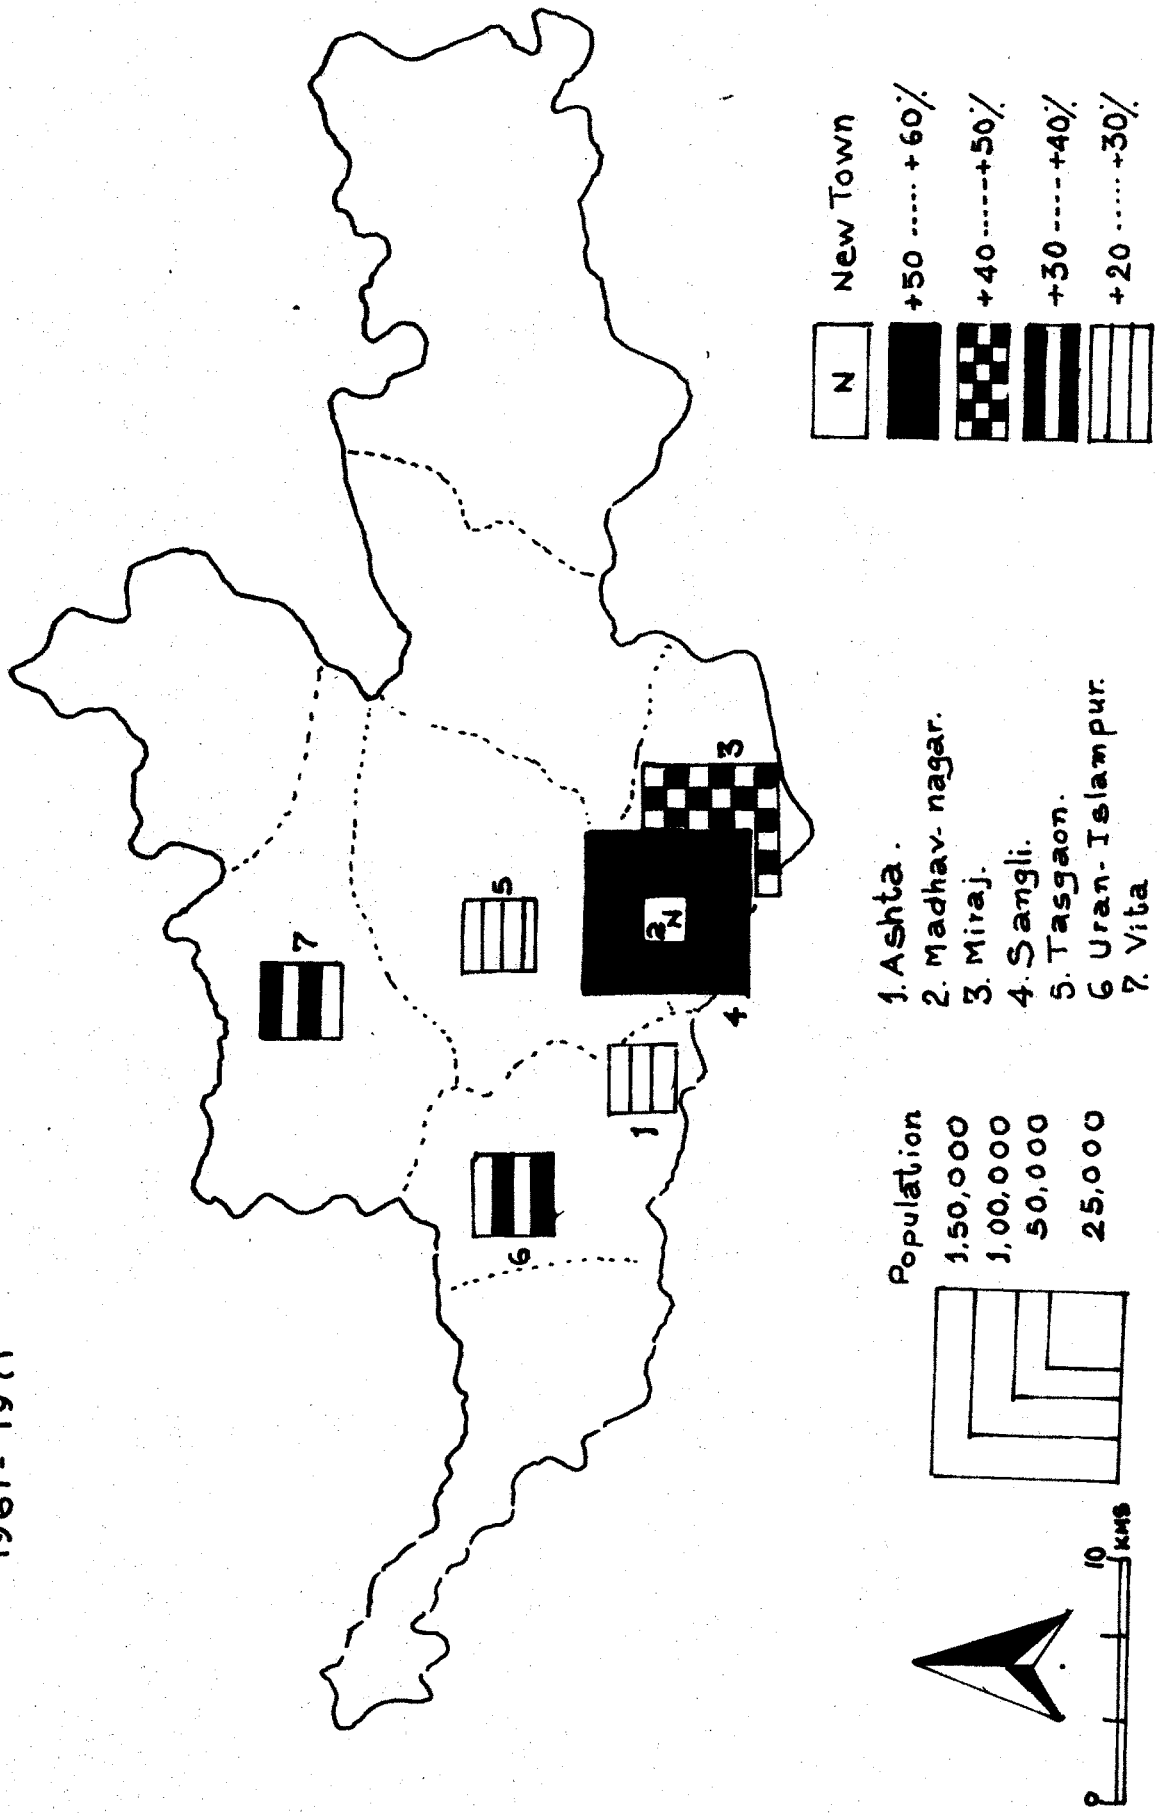 1961-1971
7
5
3
2
N
4
1
6
Population
1,50,000
1,00,000
50,000
25,000
1. Ashta.
2. Madhav-nagar.
3. Miraj.
4. Sangli.
5. Tasgaon.
6 Uran-Islampur.
7. Vita
N New Town
+50 ...... +60%
+40 ----- +50%
+30 ---- +40%
+20 ..... +30%
0 10
KMS